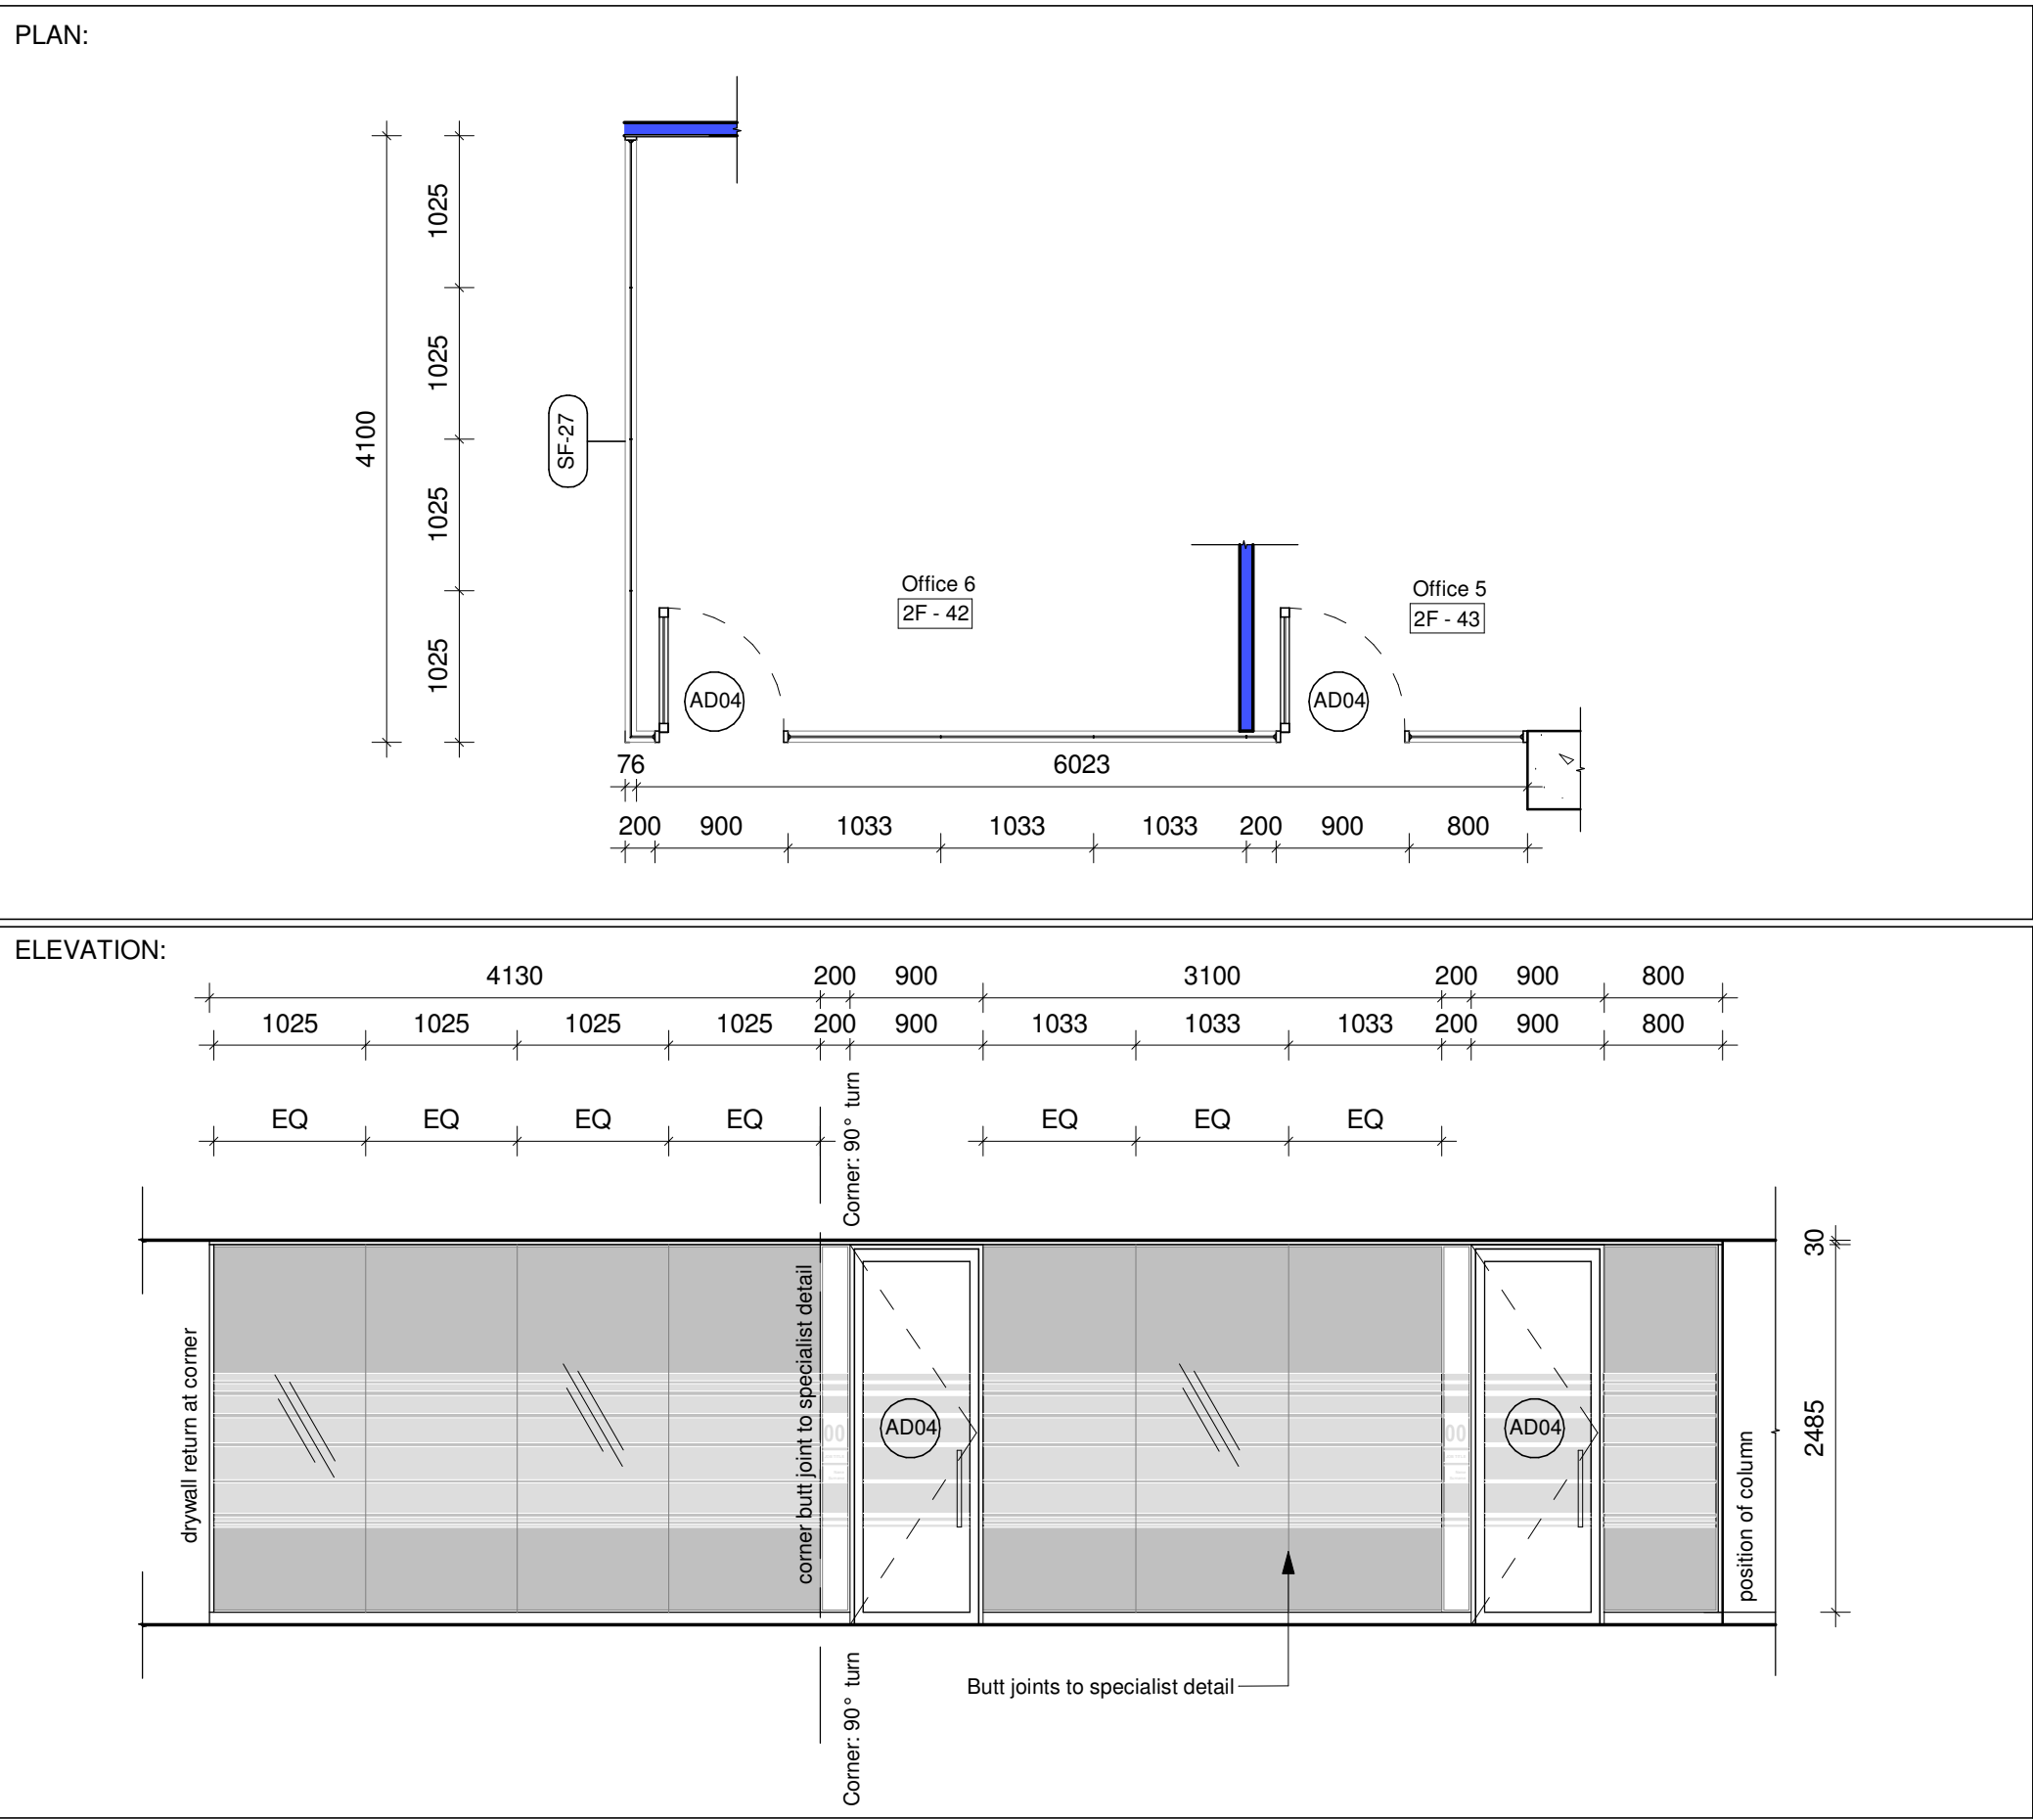 PLAN:
1025
1025
1025
1025
4100
SF-27
Office 6
2F - 42
Office 5
2F - 43
AD04
AD04
76
6023
200 900 1033 1033 1033 200 900 800
ELEVATION:
4130 200 900 3100 200 900 800
1025 1025 1025 1025 200 900 1033 1033 1033 200 900 800
EQ EQ EQ EQ EQ EQ EQ
Corner: 90° turn
30
2485
drywall return at corner
corner butt joint to specialist detail
00
AD04
00
AD04
position of column
Butt joints to specialist detail
Corner: 90° turn